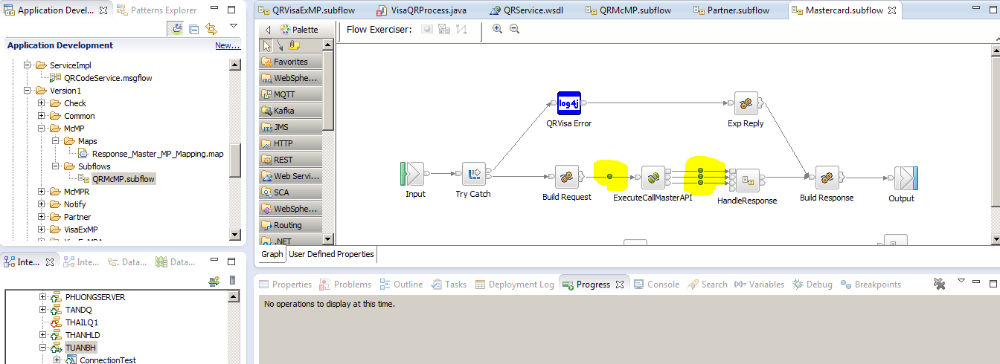 Application Devel...
Patterns Explorer
Application Development
New...
ServiceImpl
QRCodeService.msgflow
Version1
Check
Common
McMP
Maps
Response_Master_MP_Mapping.map
Subflows
QRMcMP.subflow
McMPR
Notify
Partner
VisaExMP
Inte...
Inte...
Data...
Data...
PHUONGSERVER
TANDQ
THAILQ1
THANHLD
TUANBH
ConnectionTest
QRVisaExMP.subflow
VisaQRProcess.java
QRService.wsdl
QRMcMP.subflow
Partner.subflow
Mastercard.subflow
Palette
Flow Exerciser:
Favorites
WebSphe...
MQTT
Kafka
JMS
HTTP
REST
Web Servi...
SCA
WebSphe...
Routing
.NET
log4j
QRVisa Error
Exp Reply
Input
Try Catch
Build Request
ExecuteCallMasterAPI
HandleResponse
Build Response
Output
Graph
User Defined Properties
Properties
Problems
Outline
Tasks
Deployment Log
Progress
Console
Search
(x)= Variables
Debug
Breakpoints
No operations to display at this time.